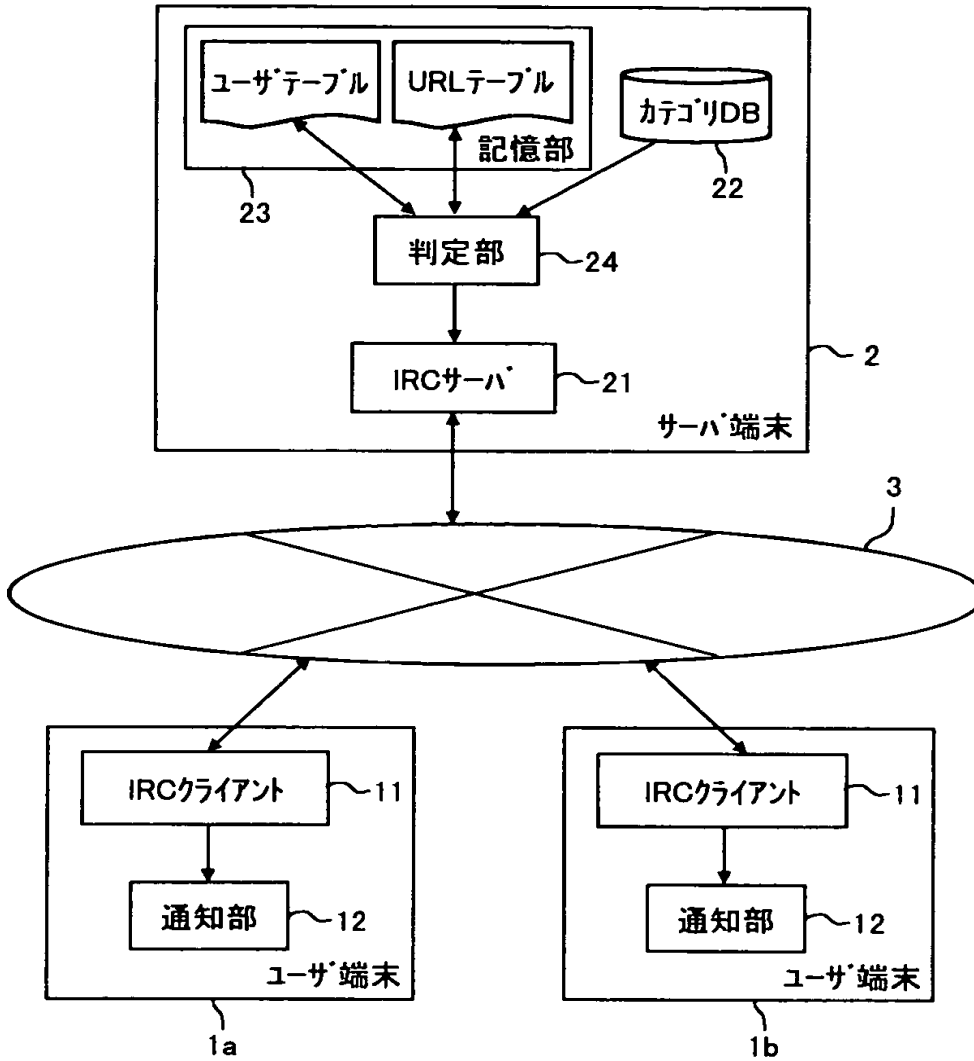 ユーザテーブル
URLテーブル
カテゴリDB
記憶部
23
22
判定部
24
IRCサーバ
21
2
サーバ端末
3
IRCクライアント
11
通知部
12
ユーザ端末
1a
IRCクライアント
11
通知部
12
ユーザ端末
1b